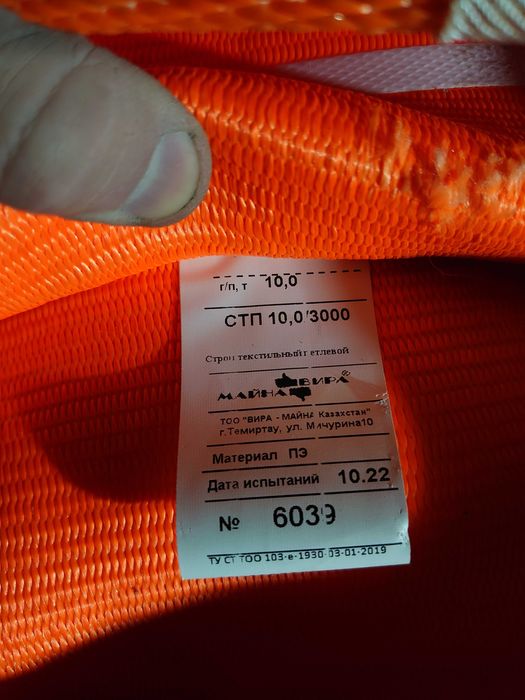 г/п, т 10,0
СТП 10,0/3000
Строп текстильный петлевой
МАЙНА ВИРА®
ТОО "ВИРА - МАЙНА Казахстан"
г.Темиртау, ул. Мичурина10
Материал ПЭ
Дата испытаний 10.22
№ 6039
ТУ СТ ТОО 103-е-1930-03-01-2019